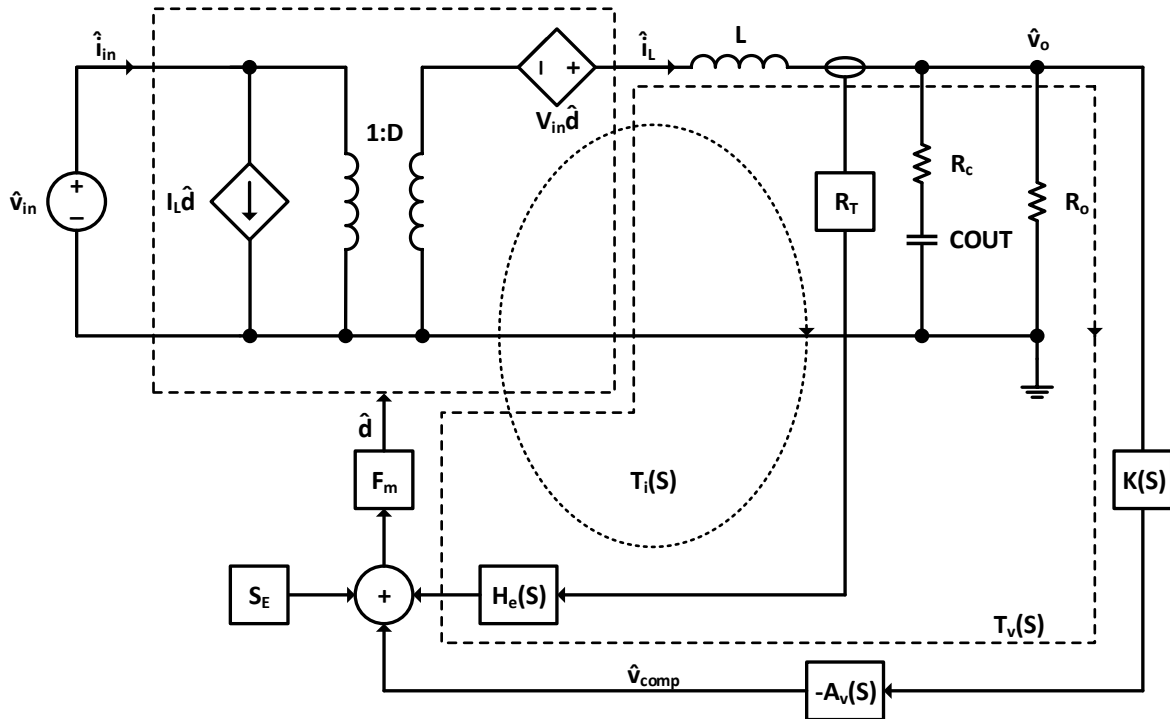 î_in
î_L
L
v̂_o
1:D
V_in d̂
v̂_in
+
−
I_L d̂
− +
R_T
R_c
COUT
R_o
d̂
F_m
T_i(S)
K(S)
S_E
+
H_e(S)
T_v(S)
v̂_comp
-A_v(S)